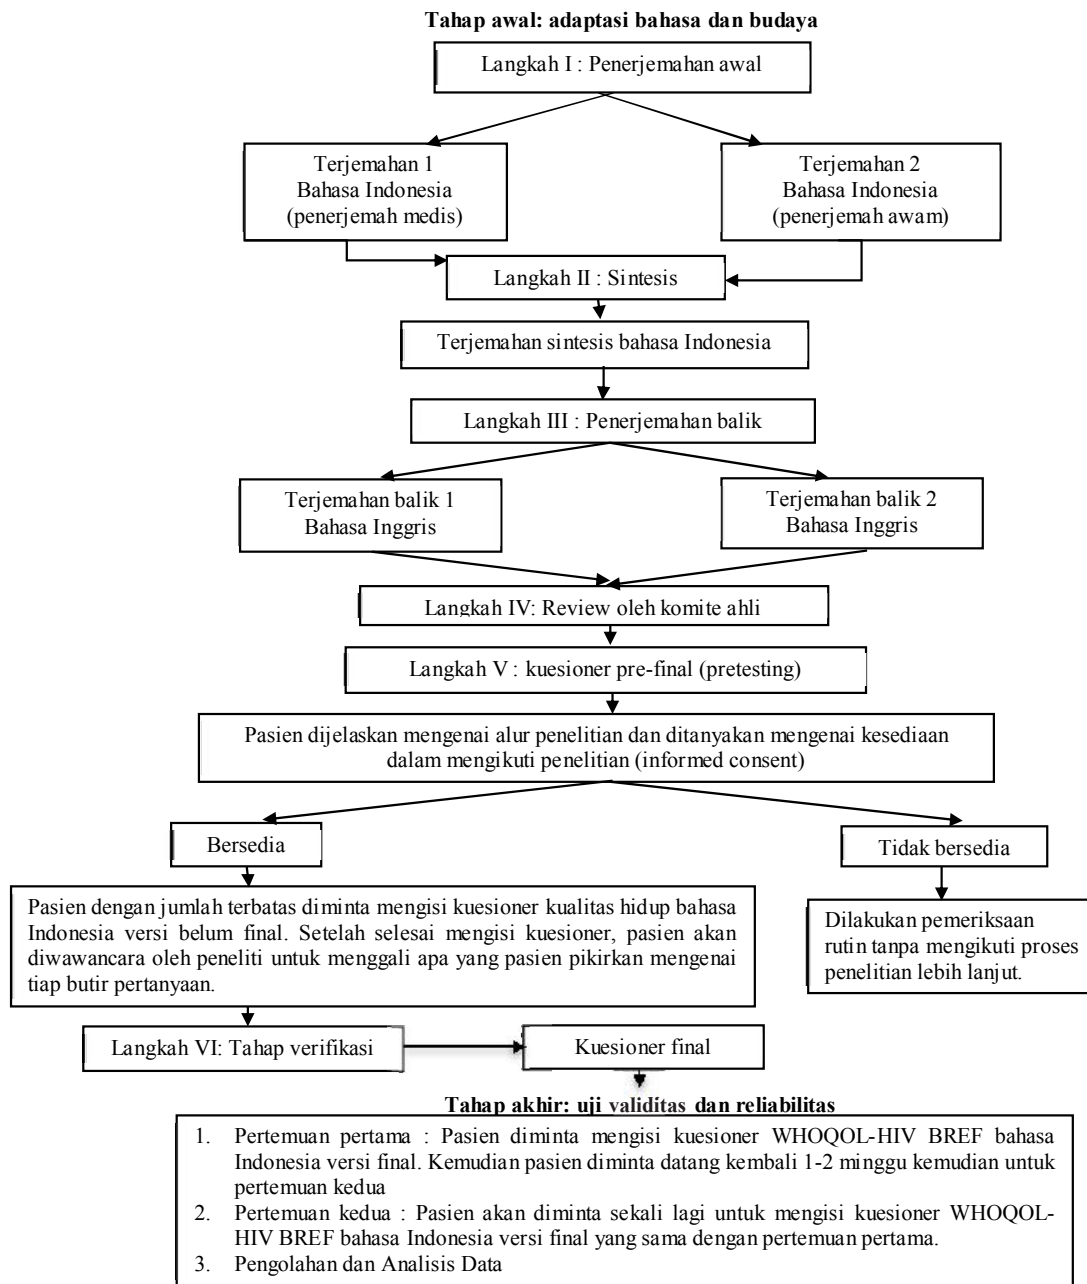 Tahap awal: adaptasi bahasa dan budaya
Langkah I : Penerjemahan awal
Terjemahan 1
Bahasa Indonesia
(penerjemah medis)
Terjemahan 2
Bahasa Indonesia
(penerjemah awam)
Langkah II : Sintesis
Terjemahan sintesis bahasa Indonesia
Langkah III : Penerjemahan balik
Terjemahan balik 1
Bahasa Inggris
Terjemahan balik 2
Bahasa Inggris
Langkah IV: Review oleh komite ahli
Langkah V : kuesioner pre-final (pretesting)
Pasien dijelaskan mengenai alur penelitian dan ditanyakan mengenai kesediaan
dalam mengikuti penelitian (informed consent)
Bersedia
Tidak bersedia
Pasien dengan jumlah terbatas diminta mengisi kuesioner kualitas hidup bahasa
Indonesia versi belum final. Setelah selesai mengisi kuesioner, pasien akan
diwawancara oleh peneliti untuk menggali apa yang pasien pikirkan mengenai
tiap butir pertanyaan.
Dilakukan pemeriksaan
rutin tanpa mengikuti proses
penelitian lebih lanjut.
Langkah VI: Tahap verifikasi
Kuesioner final
Tahap akhir: uji validitas dan reliabilitas
1. Pertemuan pertama : Pasien diminta mengisi kuesioner WHOQOL-HIV BREF bahasa
Indonesia versi final. Kemudian pasien diminta datang kembali 1-2 minggu kemudian untuk
pertemuan kedua
2. Pertemuan kedua : Pasien akan diminta sekali lagi untuk mengisi kuesioner WHOQOL-
HIV BREF bahasa Indonesia versi final yang sama dengan pertemuan pertama.
3. Pengolahan dan Analisis Data